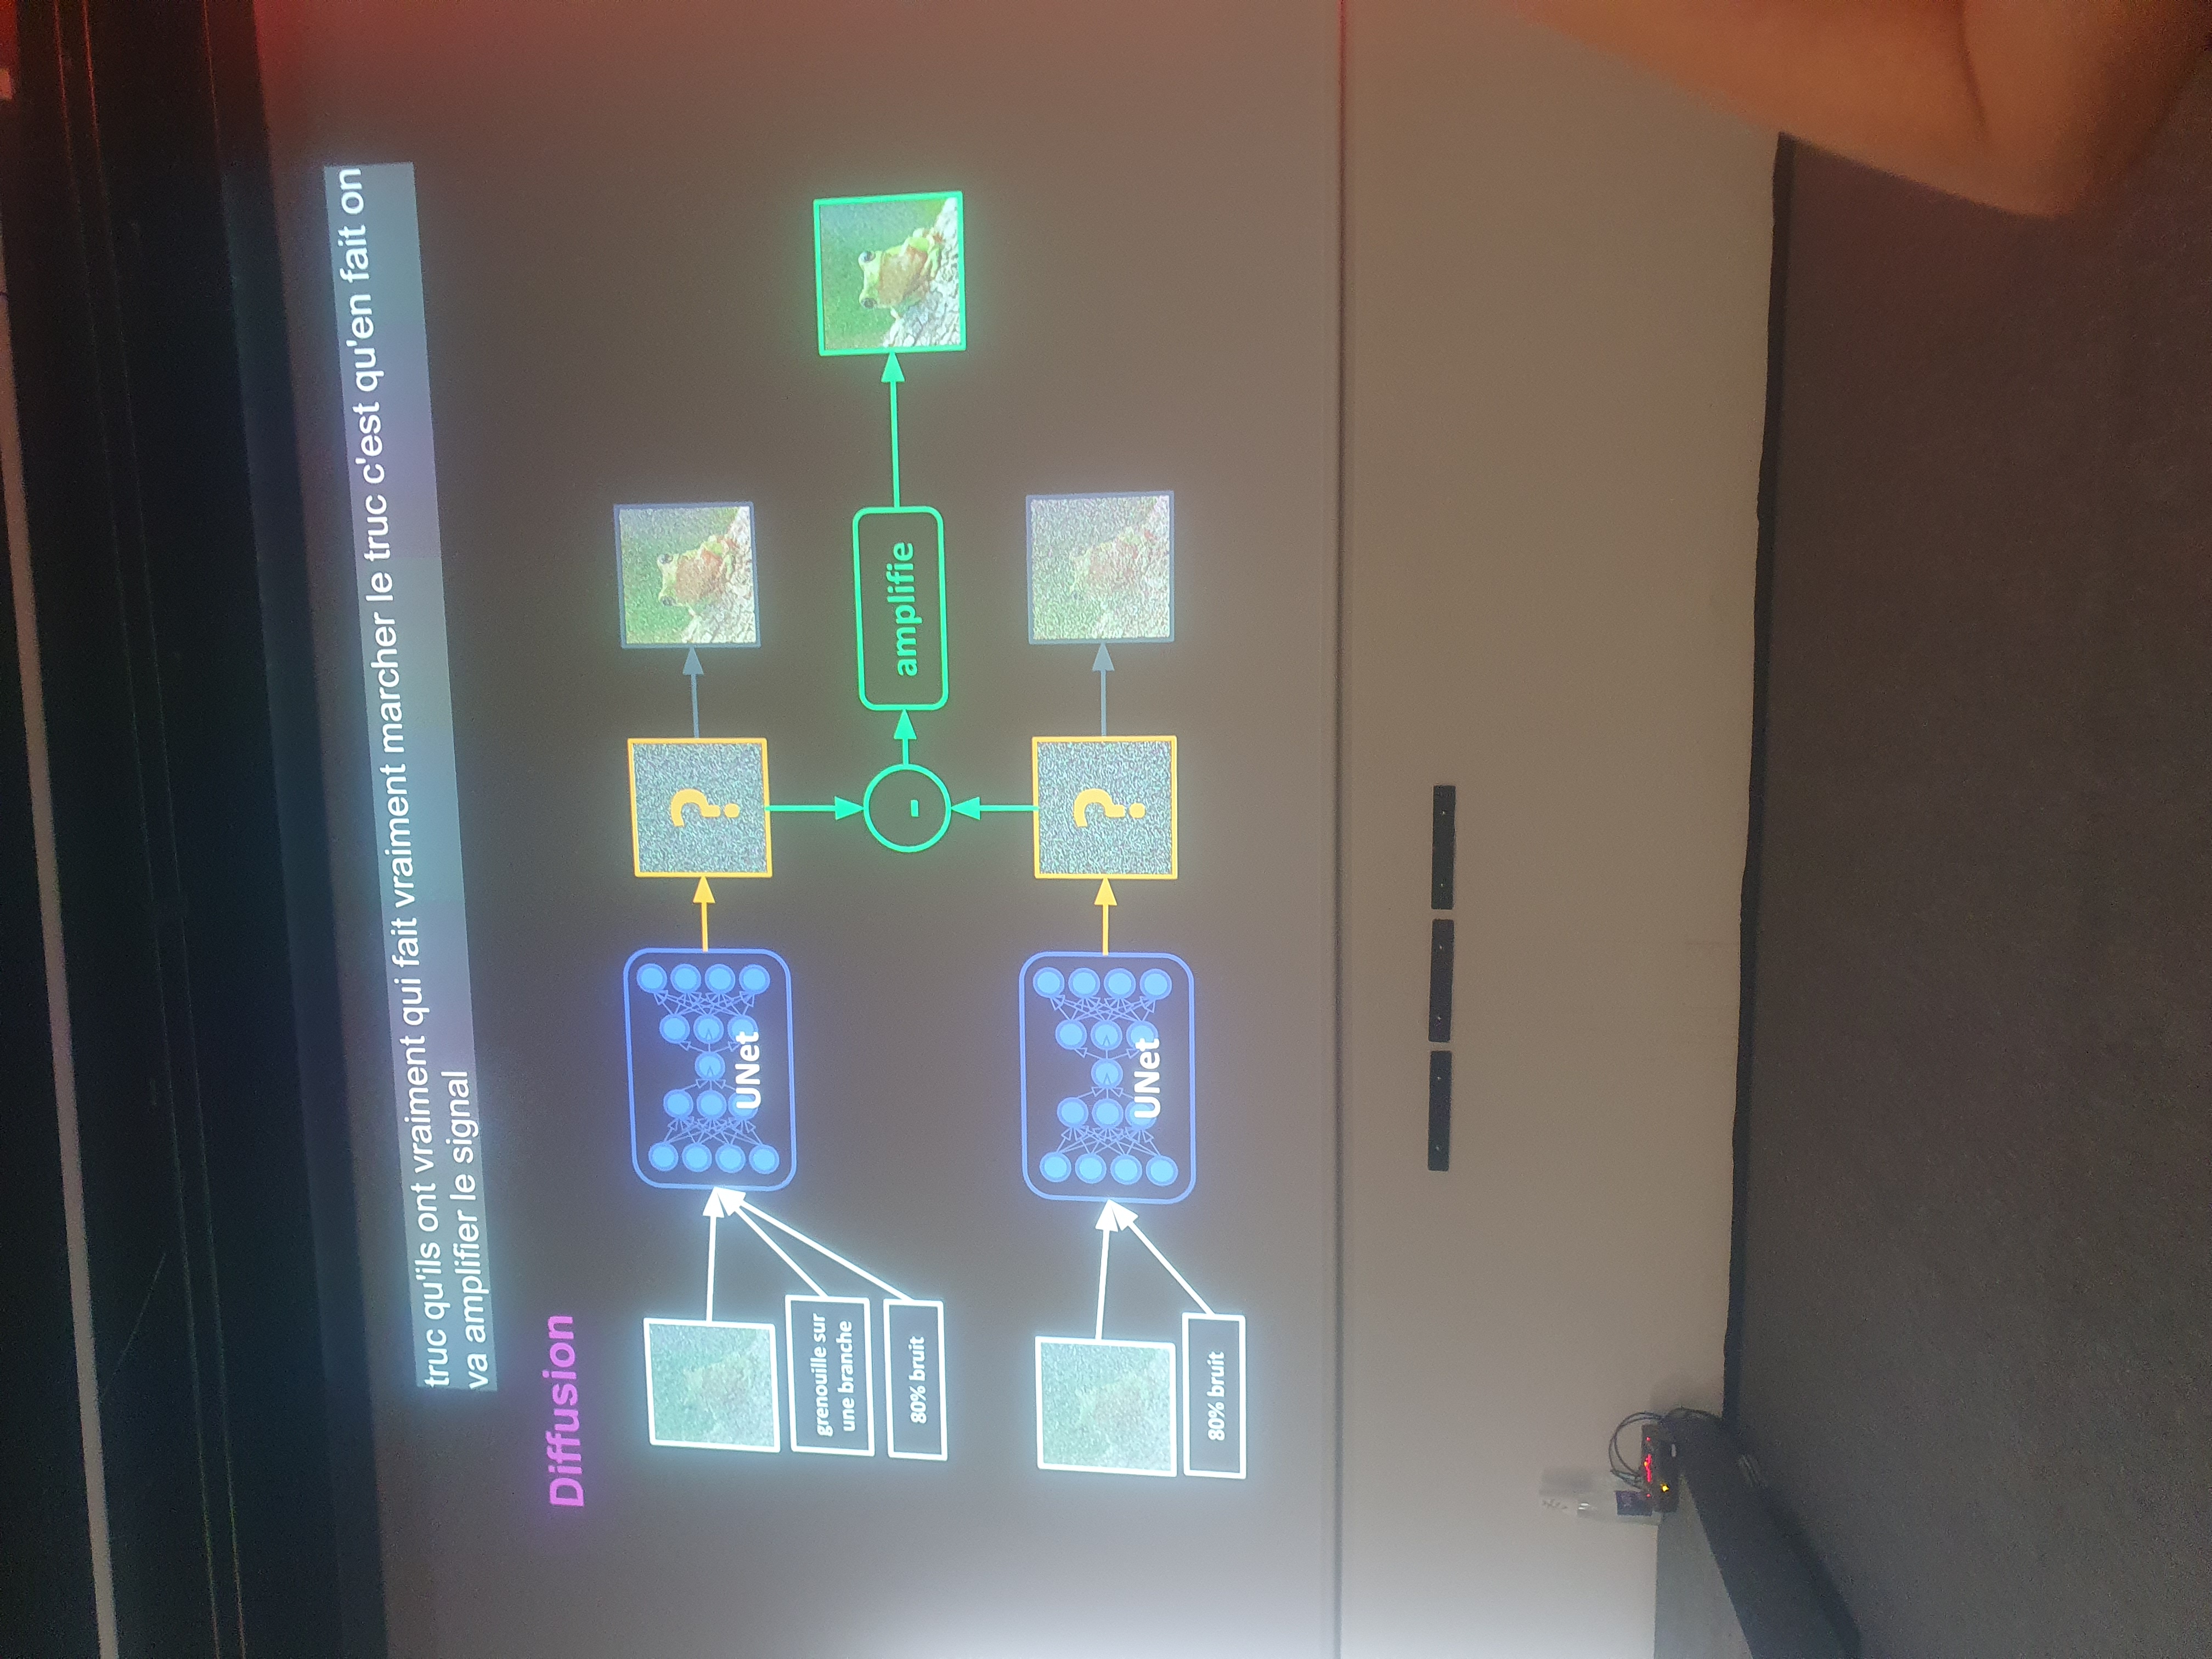 truc qu'ils ont vraiment qui fait vraiment marcher le truc c'est qu'en fait on
va amplifier le signal
Diffusion
UNet
?
grenouille sur
une branche
80% bruit
-
amplifie
UNet
?
80% bruit